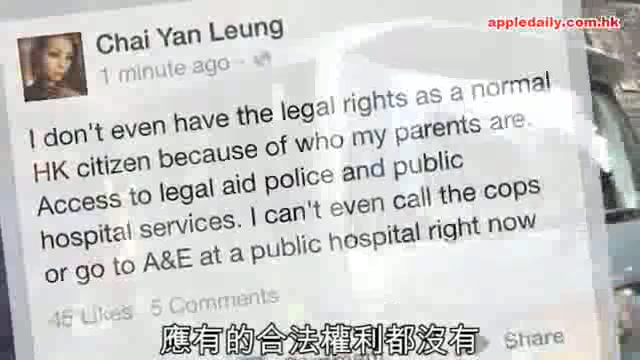 appledaily.com.hk
Chai Yan Leung
1 minute ago
I don't even have the legal rights as a normal
HK citizen because of who my parents are.
Access to legal aid police and public
hospital services. I can't even call the cops
or go to A&E at a public hospital right now
45 Likes 5 Comments
Share
應有的合法權利都沒有